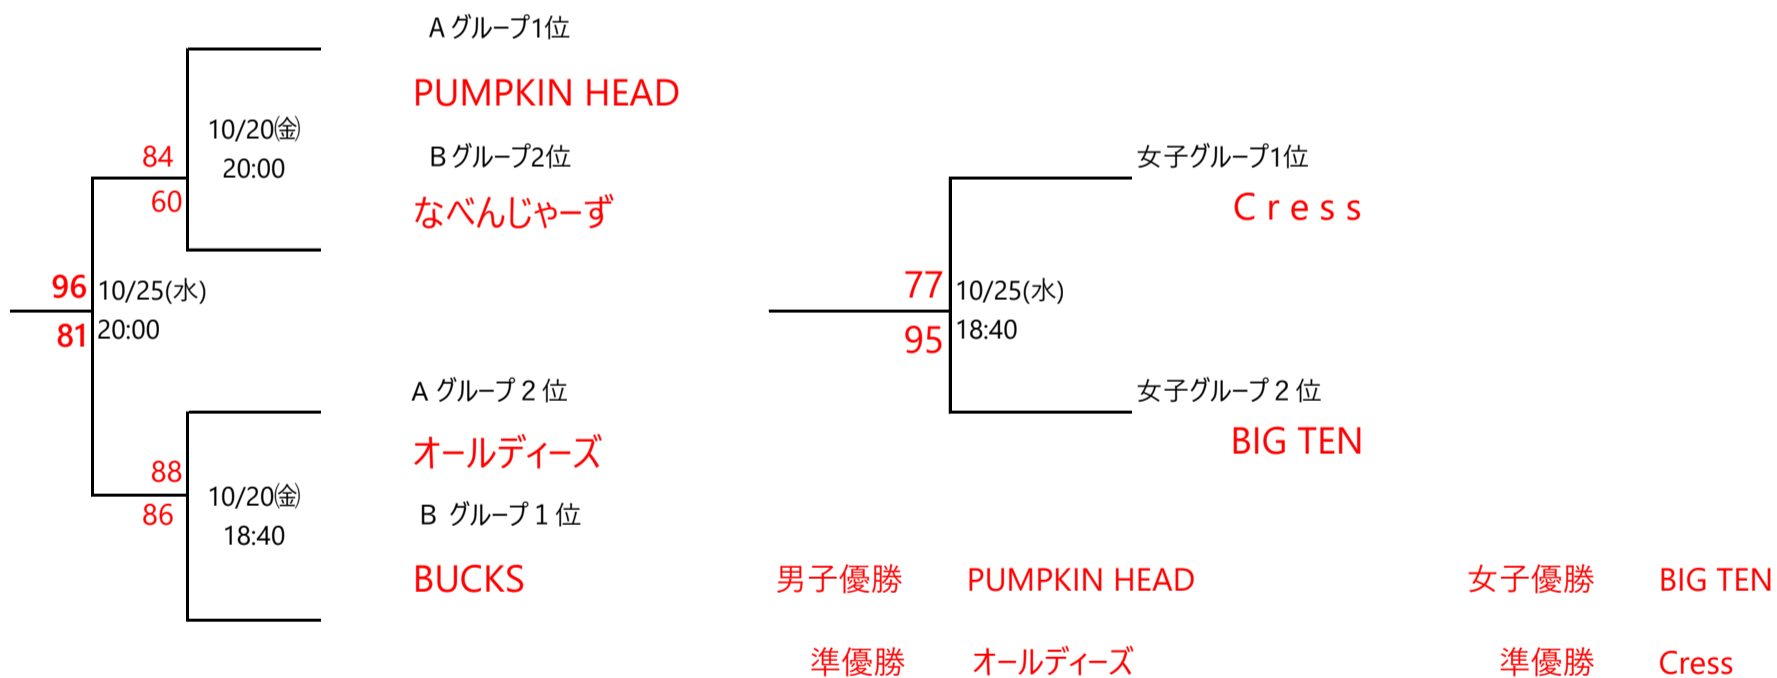 A グループ1位
PUMPKIN HEAD
10/20㈮
20:00
84
60
B グループ2位
なべんじゃーず
96
81
10/25(水)
20:00
A グループ２位
オールディーズ
88
86
10/20㈮
18:40
B グループ１位
BUCKS
女子グループ1位
Cress
77
95
10/25(水)
18:40
女子グループ２位
BIG TEN
男子優勝 PUMPKIN HEAD 女子優勝 BIG TEN
準優勝 オールディーズ 準優勝 Cress